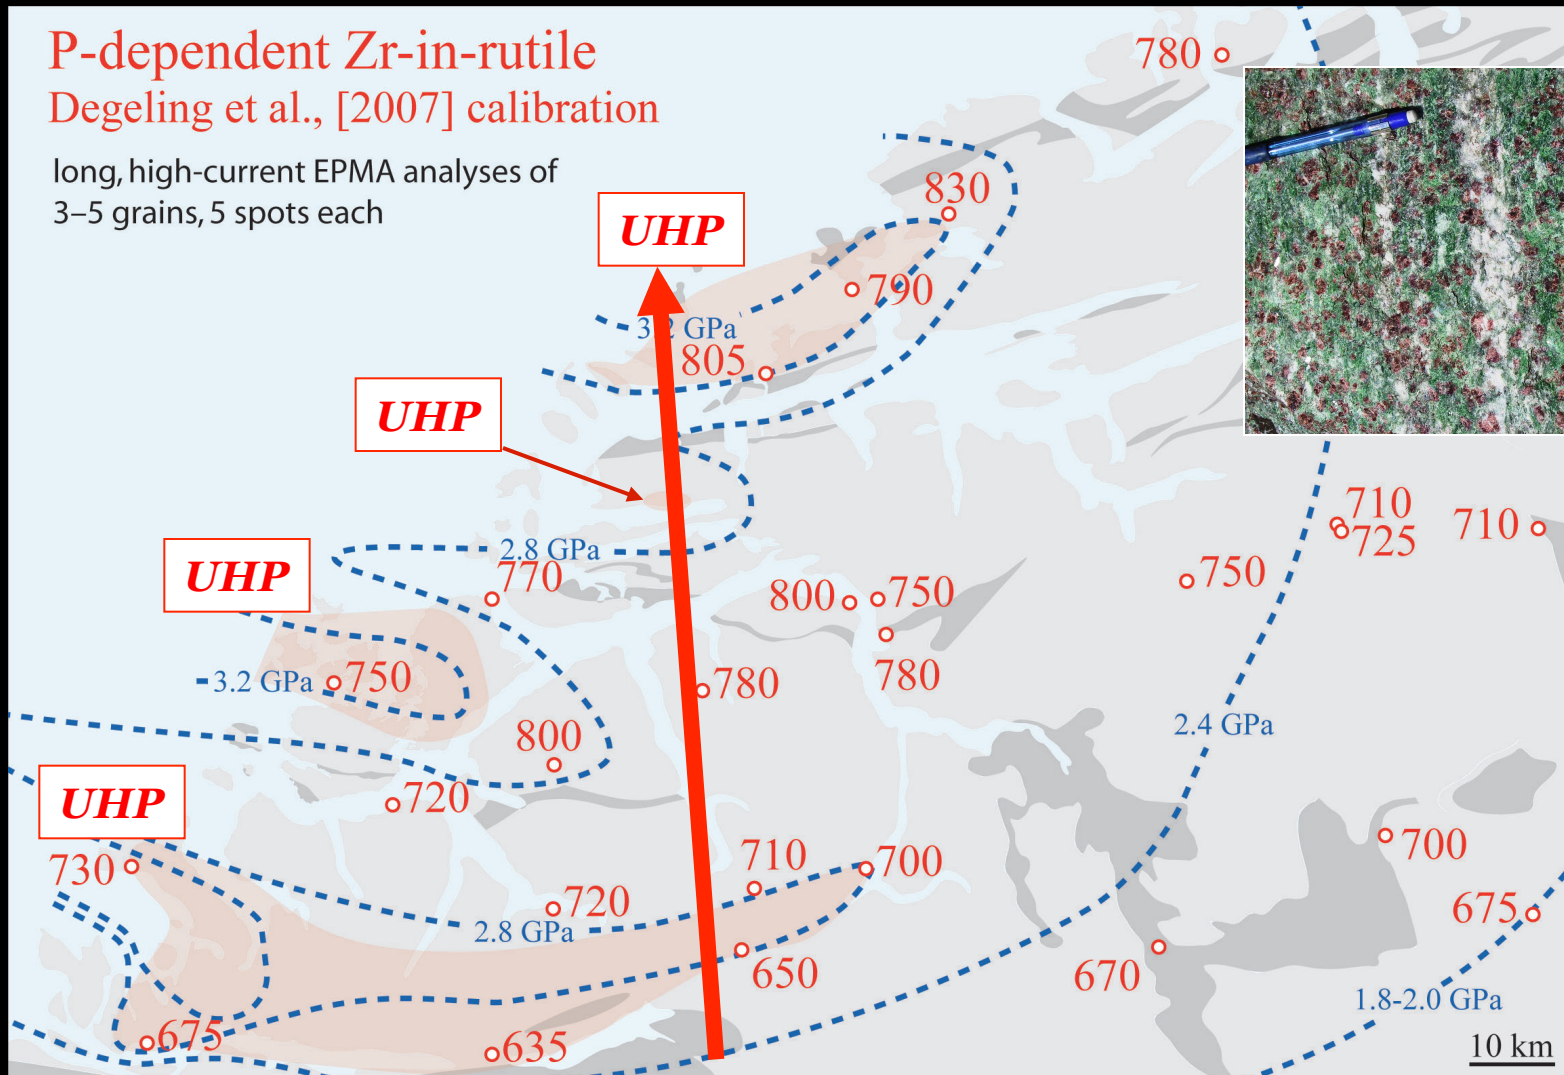 P-dependent Zr-in-rutile
Degeling et al., [2007] calibration
long, high-current EPMA analyses of
3–5 grains, 5 spots each
780
830
UHP
790
3.2 GPa
805
UHP
710
725
710
2.8 GPa
770
UHP
750
800
750
780
3.2 GPa
750
780
2.4 GPa
800
UHP
720
730
710
700
700
720
675
2.8 GPa
650
670
1.8-2.0 GPa
675
635
10 km